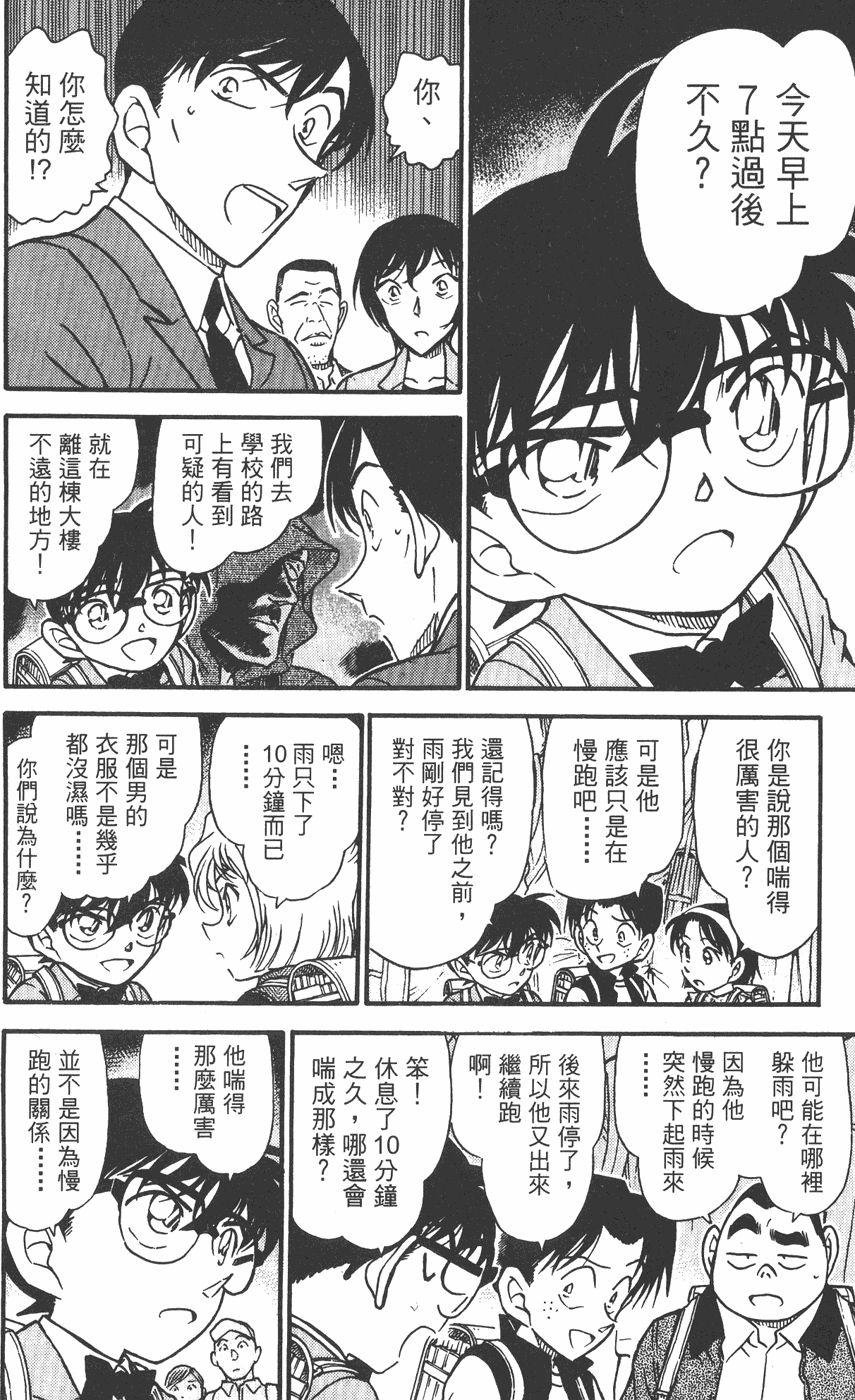 今天早上
7點過後
不久？
你、
你怎麼
知道的!?
我們去
學校的路
上有看到
可疑的人！
就在
離這棟大樓
不遠的地方！
你是說那個喘得
很厲害的人？
可是他
應該只是在
慢跑吧……
還記得嗎？
我們見到他之前，
雨剛好停了
對不對？
嗯…
雨只下了
10分鐘而已
……
可是
那個男的
衣服不是幾乎
都沒濕嗎……
你們說為什麼？
他可能在哪裡
躲雨吧？
因為他
慢跑的時候
突然下起雨來
……
後來雨停了，
所以他又出來
繼續跑
啊！
笨！
休息了10分鐘
之久，哪還會
喘成那樣？
他喘得
那麼厲害
……
並不是因為慢
跑的關係……